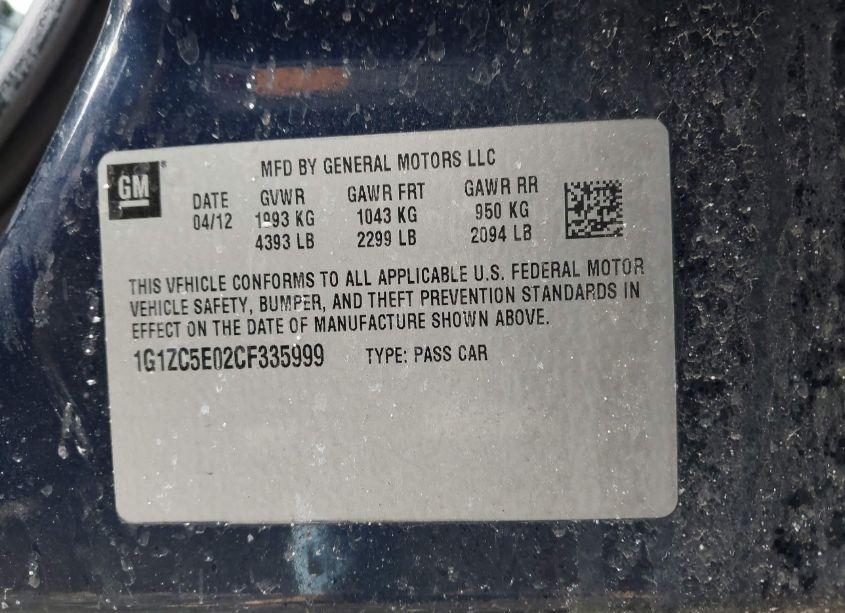 MFD BY GENERAL MOTORS LLC
GM ®
DATE GVWR GAWR FRT GAWR RR
04/12 1993 KG 1043 KG 950 KG
4393 LB 2299 LB 2094 LB
THIS VEHICLE CONFORMS TO ALL APPLICABLE U.S. FEDERAL MOTOR
VEHICLE SAFETY, BUMPER, AND THEFT PREVENTION STANDARDS IN
EFFECT ON THE DATE OF MANUFACTURE SHOWN ABOVE.
1G1ZC5E02CF335999 TYPE: PASS CAR